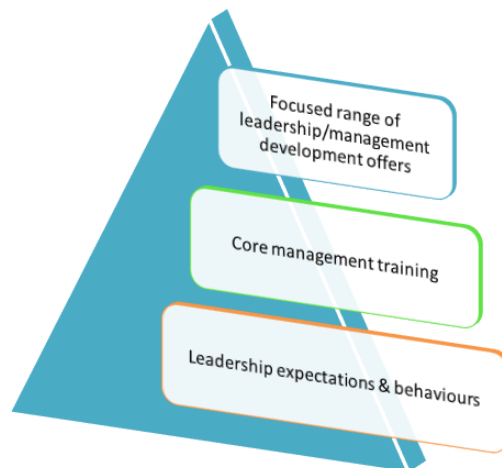 Focused range of
leadership/management
development offers
Core management training
Leadership expectations & behaviours